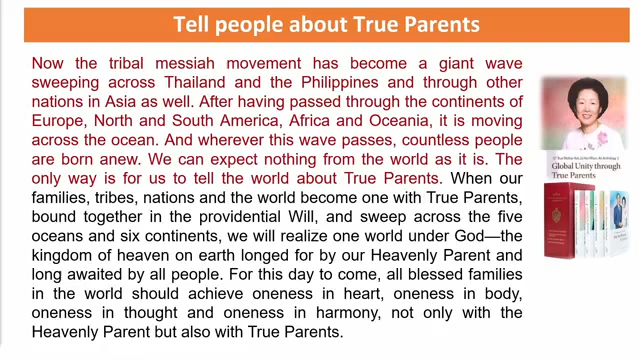 Tell people about True Parents
Now the tribal messiah movement has become a giant wave
sweeping across Thailand and the Philippines and through other
nations in Asia as well. After having passed through the continents of
Europe, North and South America, Africa and Oceania, it is moving
across the ocean. And wherever this wave passes, countless people
are born anew. We can expect nothing from the world as it is. The
only way is for us to tell the world about True Parents. When our
families, tribes, nations and the world become one with True Parents,
bound together in the providential Will, and sweep across the five
oceans and six continents, we will realize one world under God—the
kingdom of heaven on earth longed for by our Heavenly Parent and
long awaited by all people. For this day to come, all blessed families
in the world should achieve oneness in heart, oneness in body,
oneness in thought and oneness in harmony, not only with the
Heavenly Parent but also with True Parents.
Global Unity through
True Parents